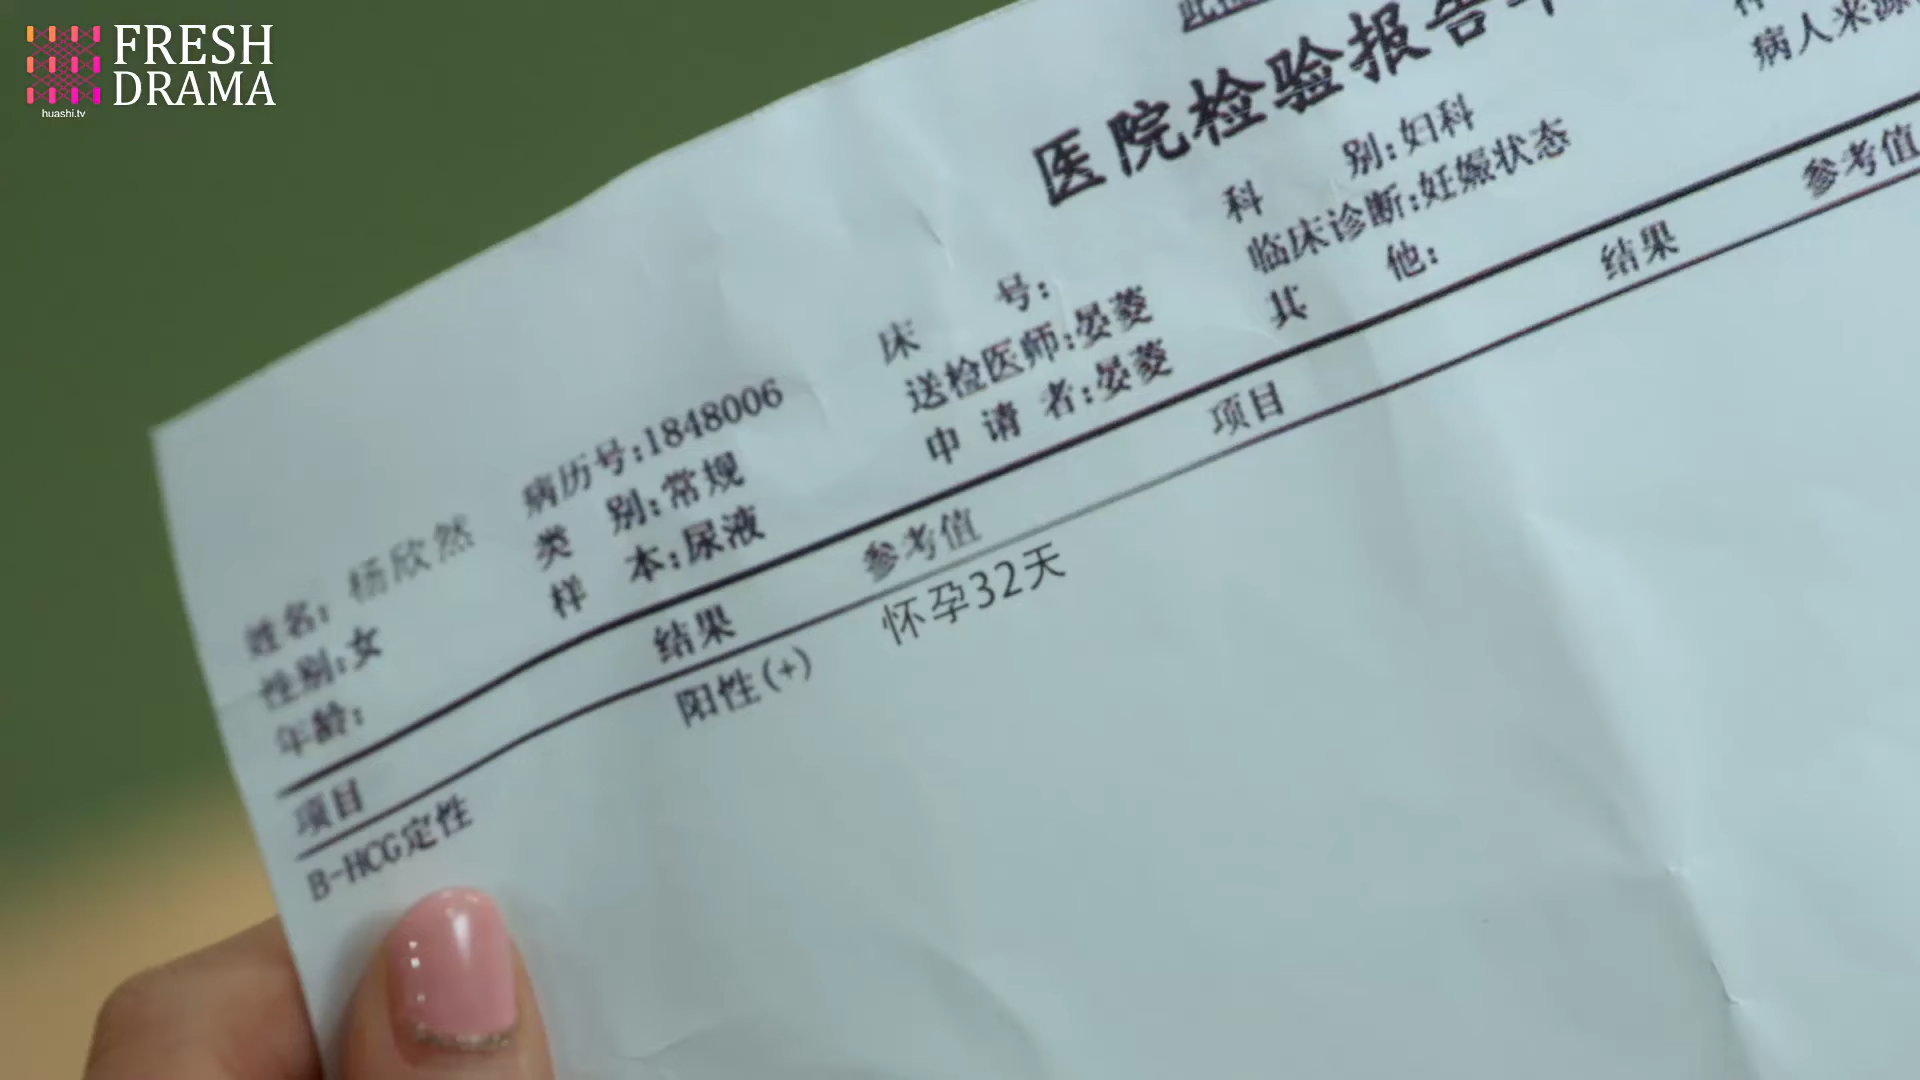 FRESH
DRAMA
huashi.tv
医院检验报告
病人来源
姓名: 杨欣然
病历号:1848006
床 号:
科 别:妇科
性别:女
类 别:常规
送检医师:晏菱
临床诊断:妊娠状态
年龄:
样 本:尿液
申 请 者:晏菱
其 他:
项目 结果 参考值 项目 结果 参考值
B-HCG定性 阳性(+) 怀孕32天